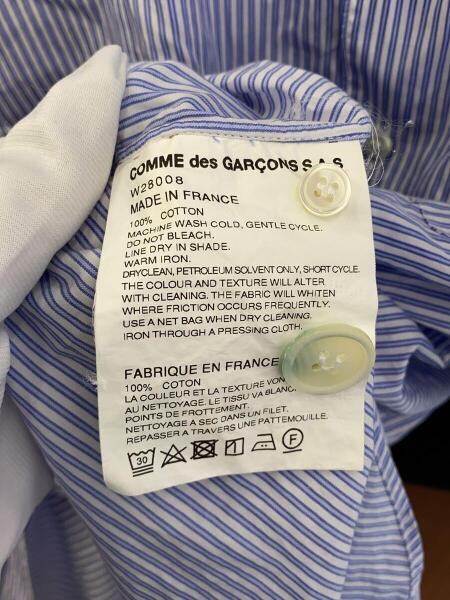 COMME des GARÇONS S.A.S
W28008
MADE IN FRANCE
100% COTTON
MACHINE WASH COLD, GENTLE CYCLE.
DO NOT BLEACH.
LINE DRY IN SHADE.
WARM IRON.
DRYCLEAN, PETROLEUM SOLVENT ONLY, SHORT CYCLE.
THE COLOUR AND TEXTURE WILL ALTER
WITH CLEANING. THE FABRIC WILL WHITEN
WHERE FRICTION OCCURS FREQUENTLY.
USE A NET BAG WHEN DRY CLEANING.
IRON THROUGH A PRESSING CLOTH.
FABRIQUE EN FRANCE
100% COTON
LA COULEUR ET LA TEXTURE VON
AU NETTOYAGE. LE TISSU VA BLANC
POINTS DE FROTTEMENT.
NETTOYAGE A SEC DANS UN FILET.
REPASSER A TRAVERS UNE PATTEMOUILLE.
30 F